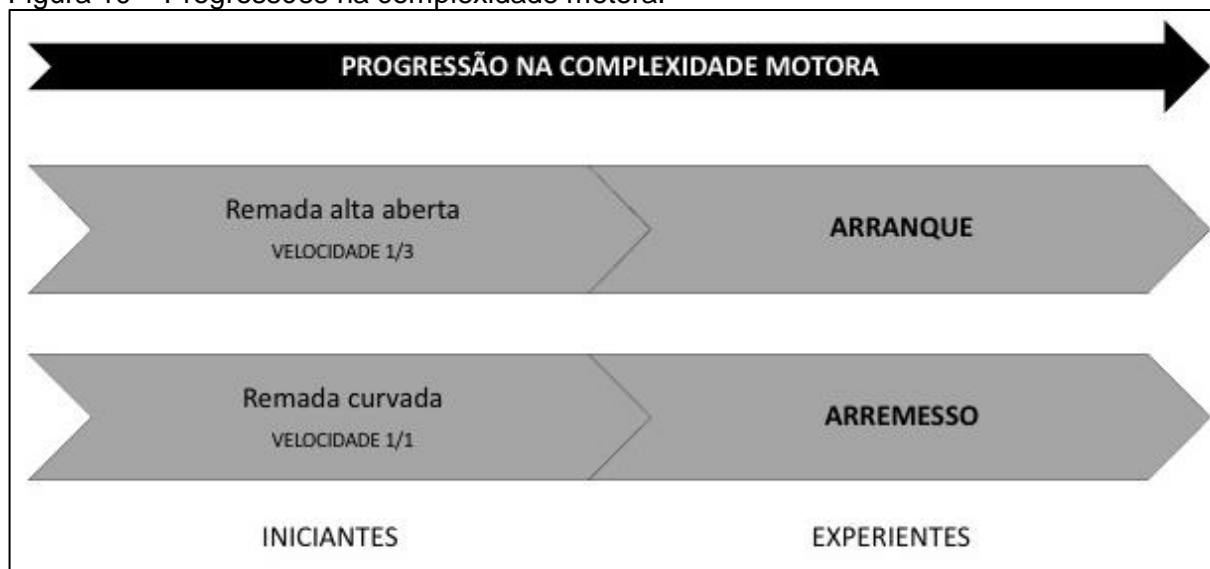 Figura 10 – Progressões na complexidade motora.
PROGRESSÃO NA COMPLEXIDADE MOTORA
Remada alta aberta
VELOCIDADE 1/3
ARRANQUE
Remada curvada
VELOCIDADE 1/1
ARREMESSO
INICIANTES
EXPERIENTES